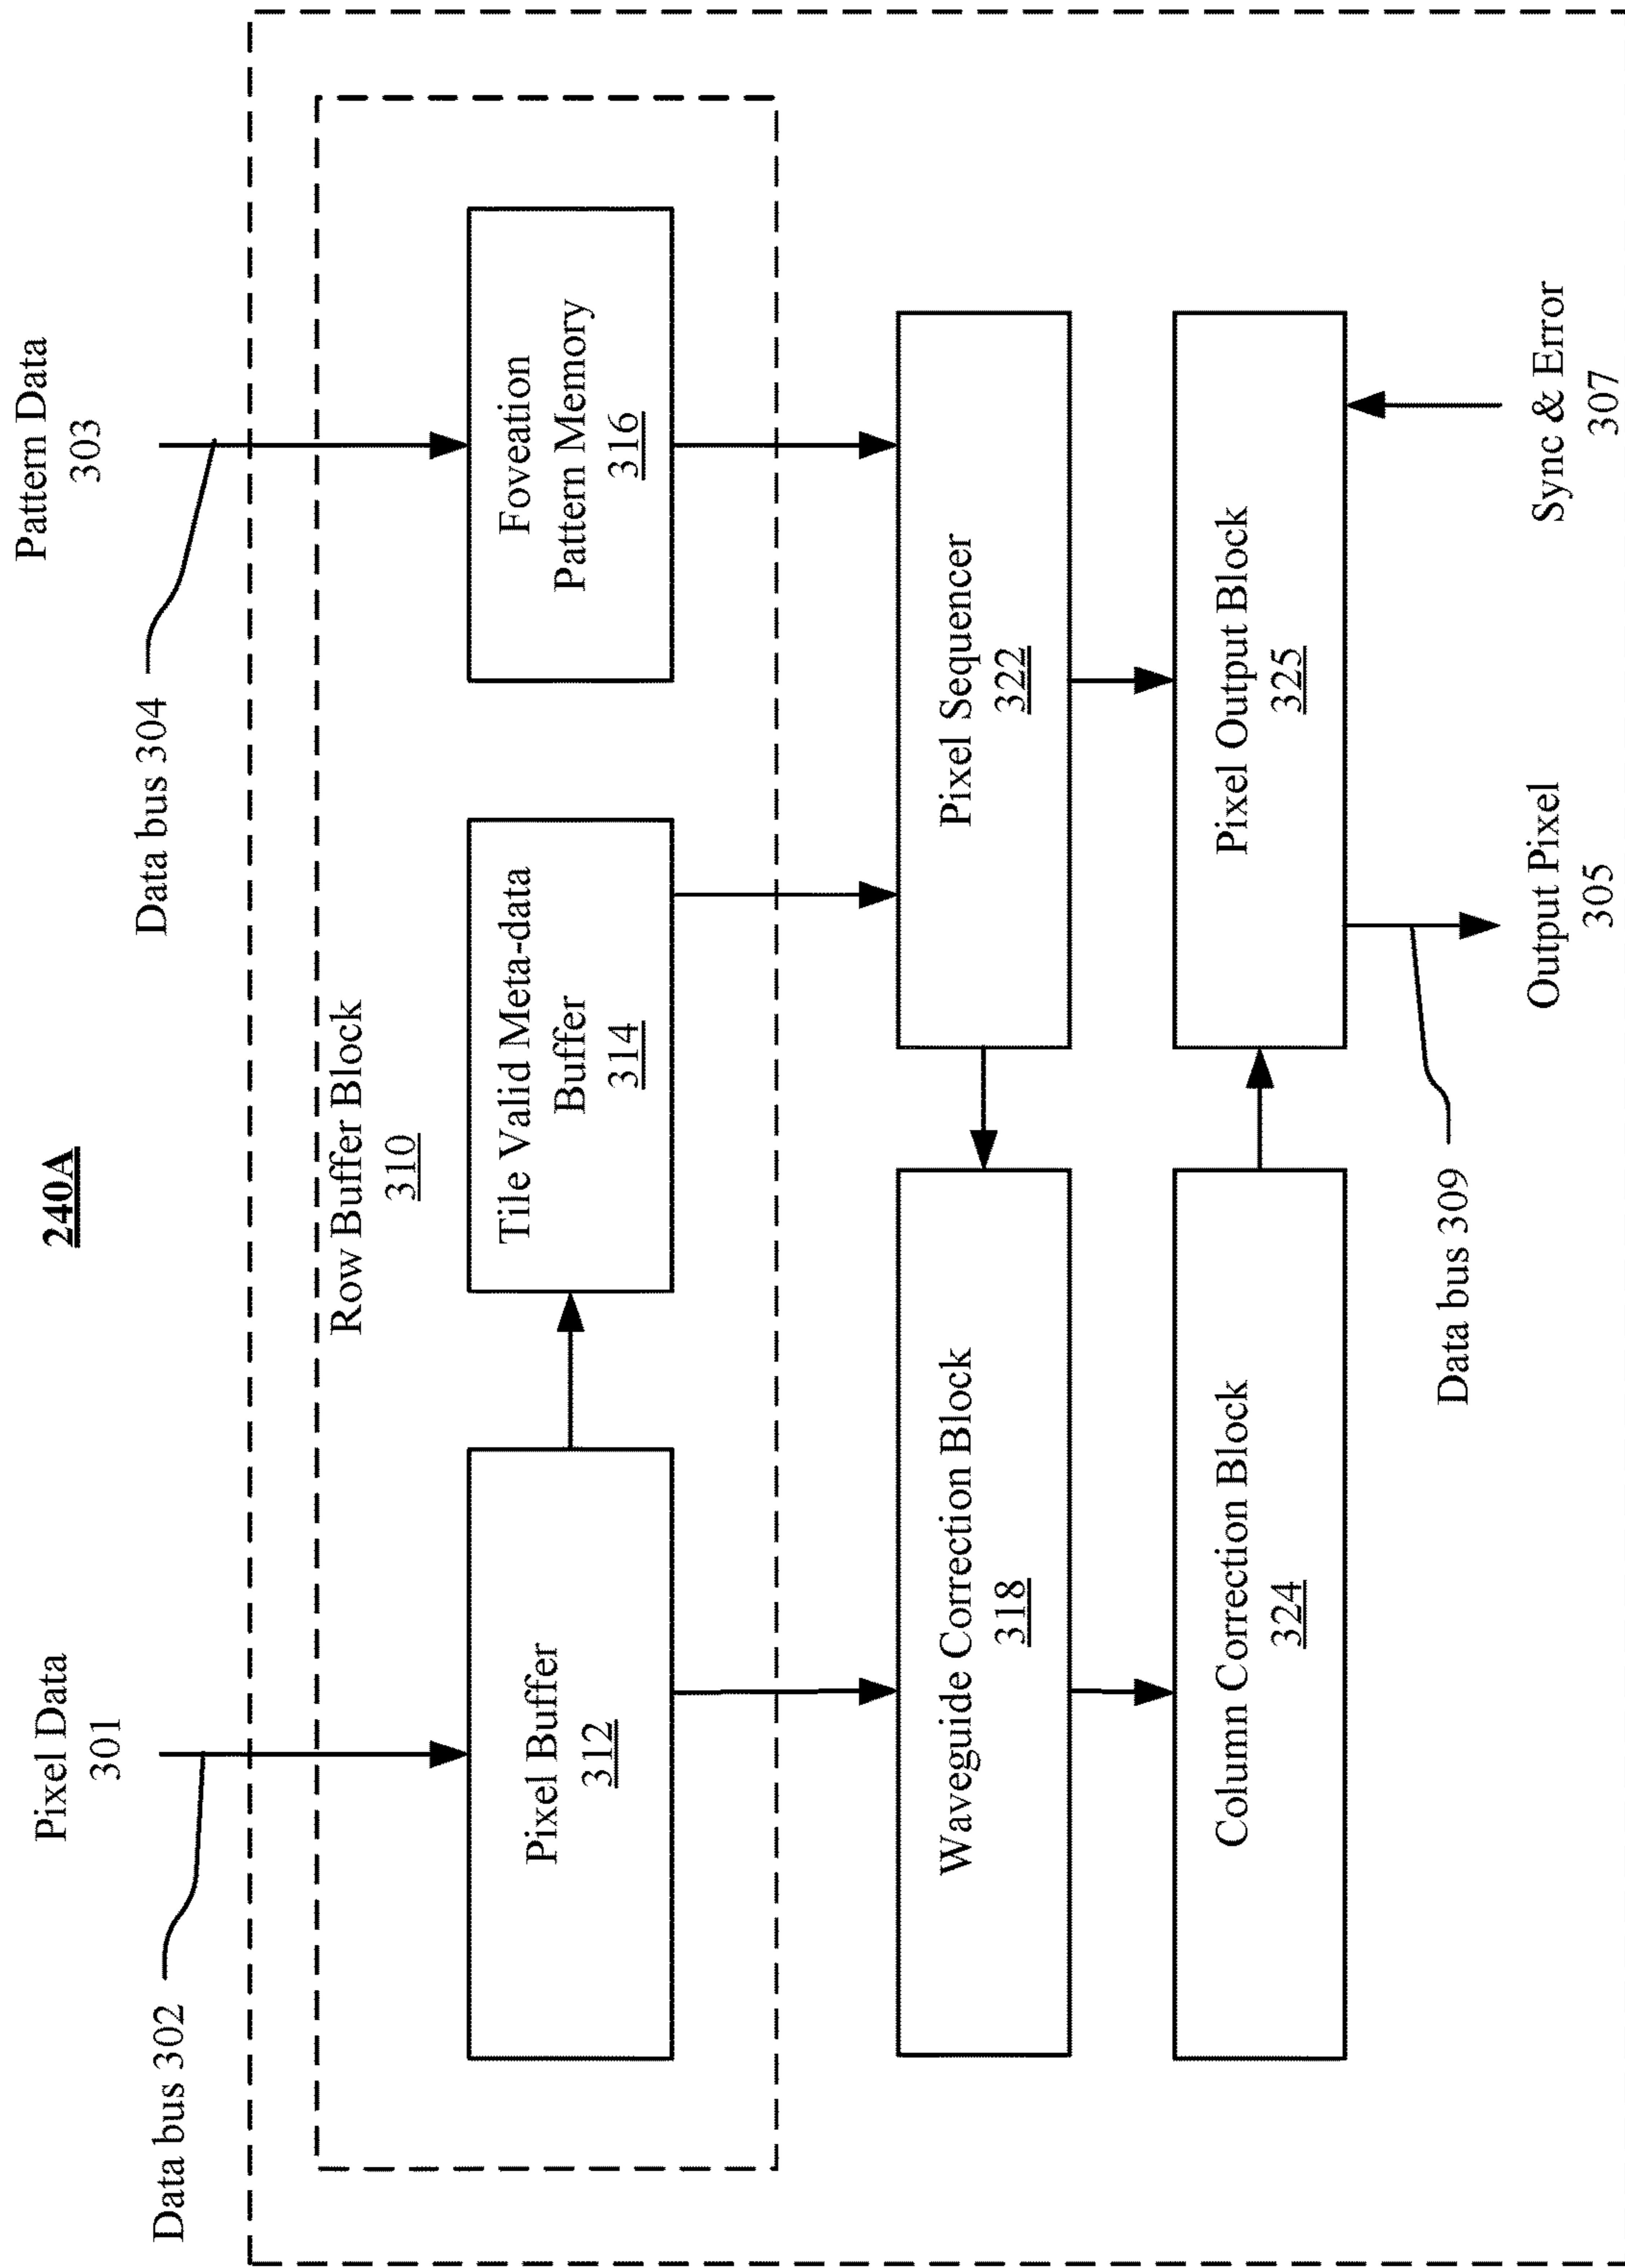 240A
Pixel Data
301
Pattern Data
303
Data bus 302
Data bus 304
Row Buffer Block
310
Pixel Buffer
312
Tile Valid Meta-data
Buffer
314
Foveation
Pattern Memory
316
Waveguide Correction Block
318
Pixel Sequencer
322
Column Correction Block
324
Pixel Output Block
325
Data bus 309
Output Pixel
305
Sync & Error
307